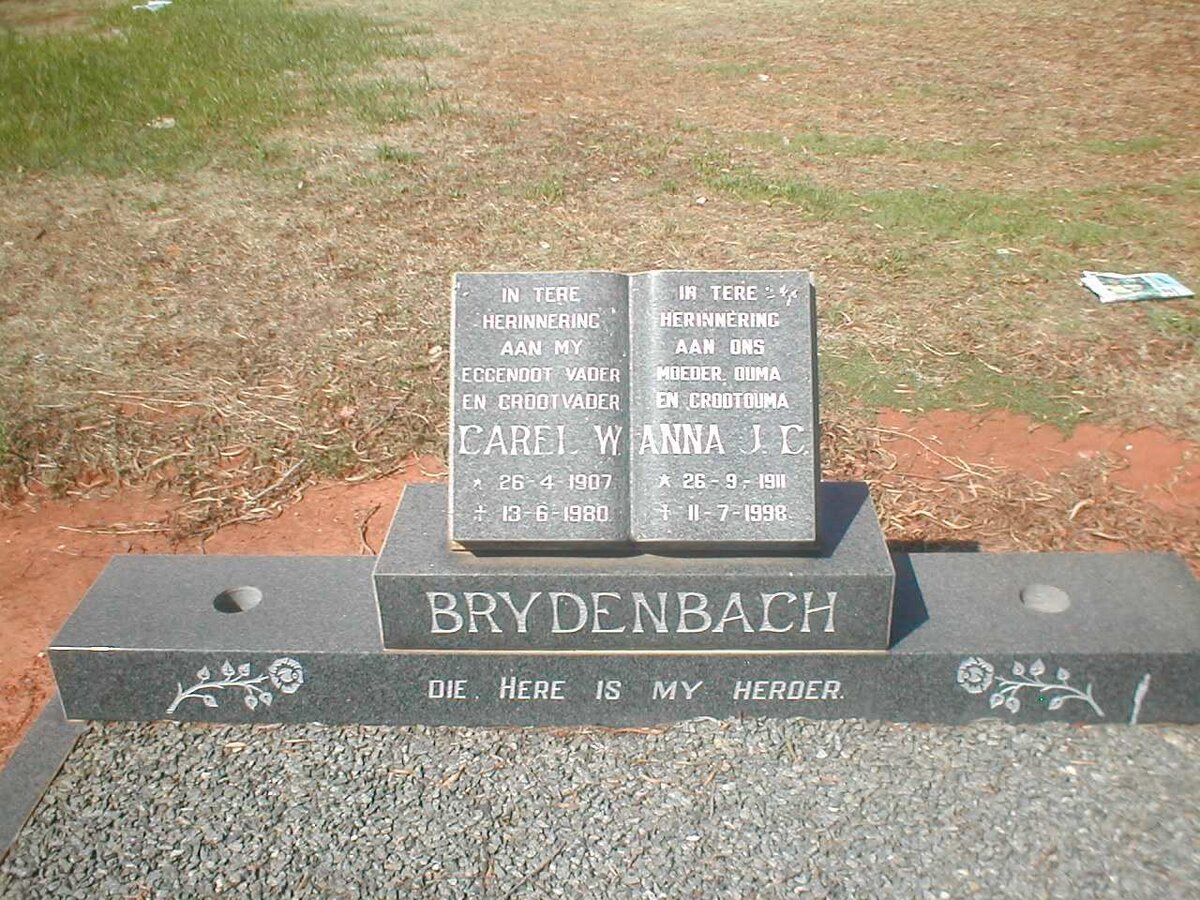 IN TERE
HERINNERING
AAN MY
EGGENOOT VADER
EN GROOTVADER
CAREL W.
* 26-4-1907
† 13-6-1980
IN TERE
HERINNERING
AAN ONS
MOEDER, OUMA
EN GROOTOUMA
ANNA J. C.
* 26-9-1911
† 11-7-1998
BRYDENBACH
DIE HERE IS MY HERDER.